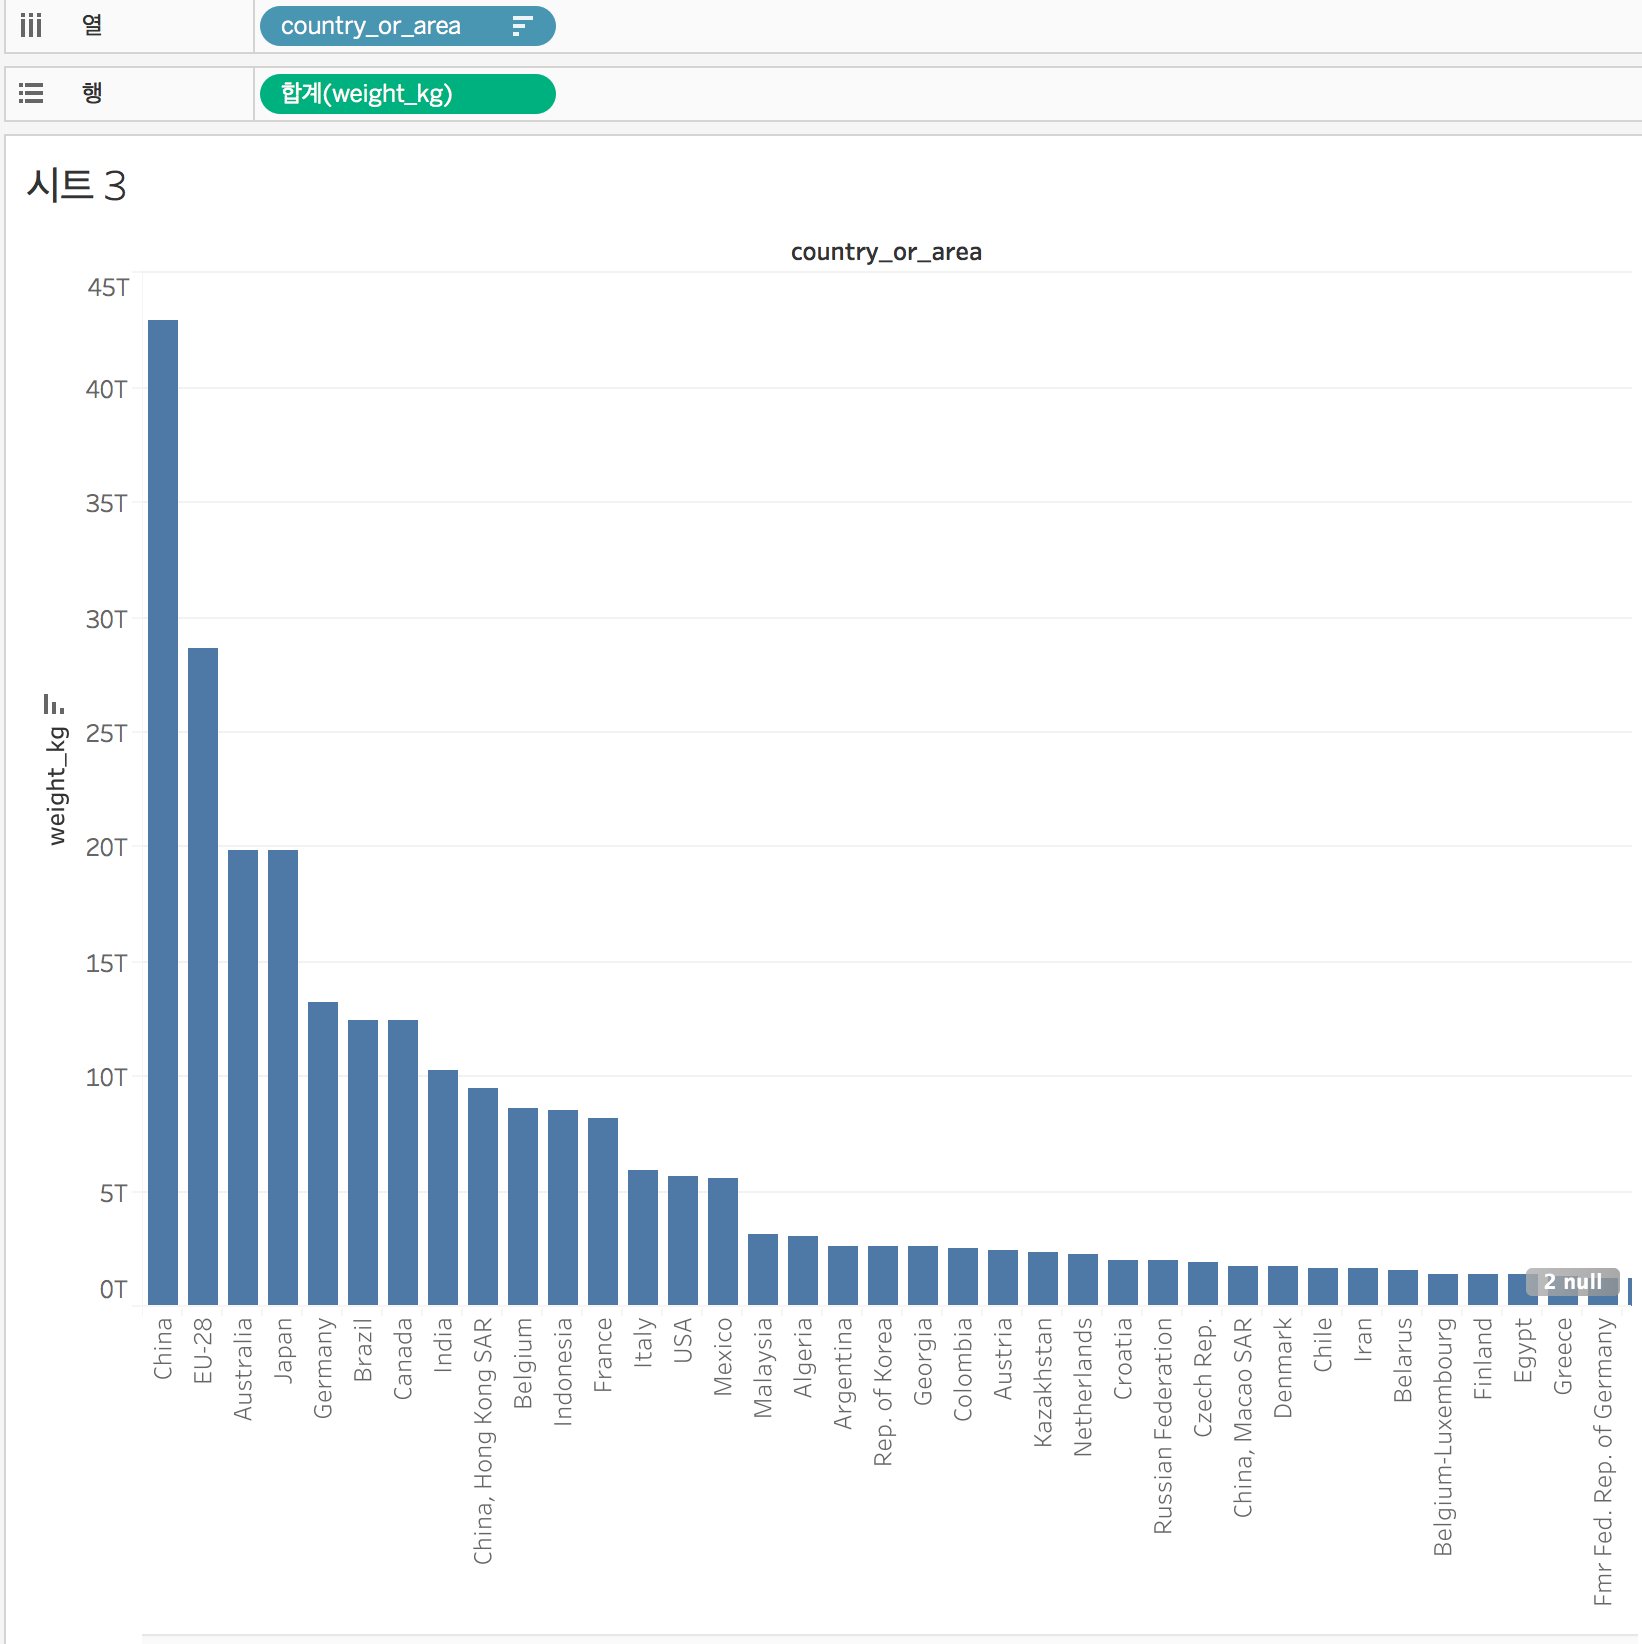 열 country_or_area
행 합계(weight_kg)
시트 3
country_or_area
45T
40T
35T
30T
25T
20T
15T
10T
5T
0T
weight_kg
2 null
China
EU-28
Australia
Japan
Germany
Brazil
Canada
India
China, Hong Kong SAR
Belgium
Indonesia
France
Italy
USA
Mexico
Malaysia
Algeria
Argentina
Rep. of Korea
Georgia
Colombia
Austria
Kazakhstan
Netherlands
Croatia
Russian Federation
Czech Rep.
China, Macao SAR
Denmark
Chile
Iran
Belarus
Belgium-Luxembourg
Finland
Egypt
Greece
Fmr Fed. Rep. of Germany